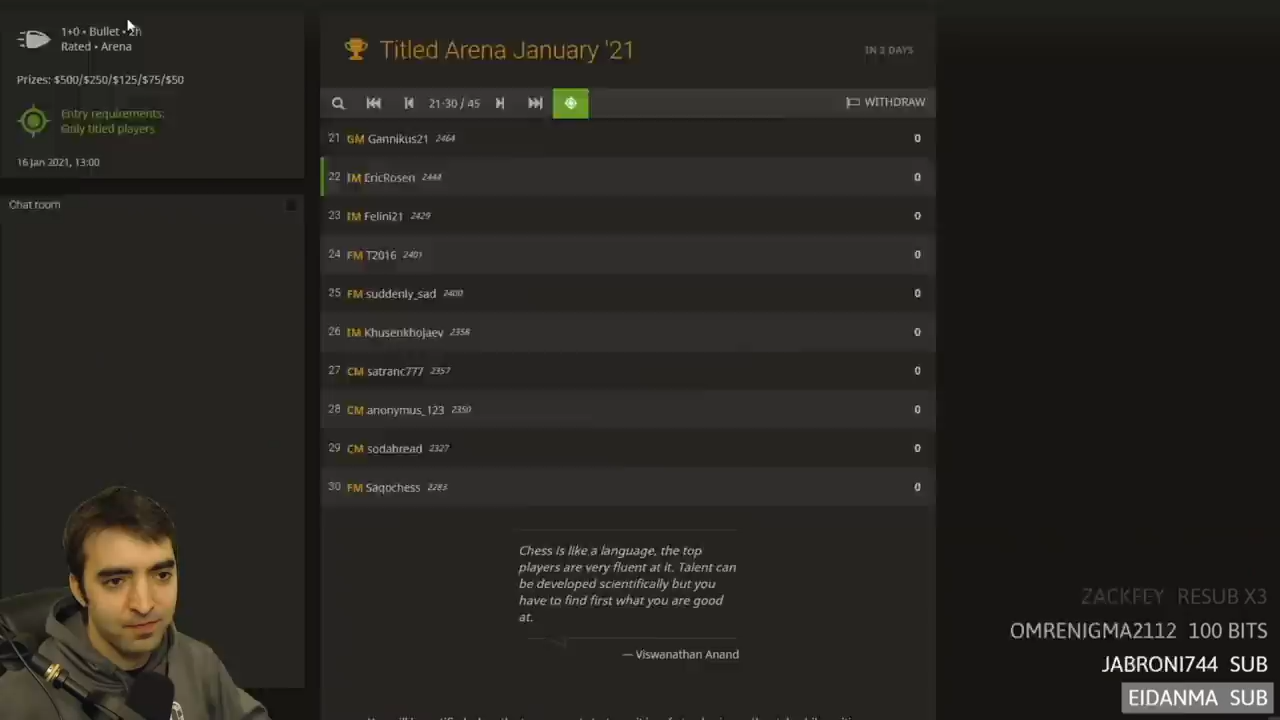 1+0 • Bullet • 2h
Rated • Arena
Prizes: $500/$250/$125/$75/$50
Entry requirements:
Only titled players
16 Jan 2021, 13:00
Chat room
Titled Arena January '21
IN 3 DAYS
21-30 / 45
WITHDRAW
21 GM Gannikus21 2464 0
22 IM EricRosen 2444 0
23 IM Felini21 2429 0
24 FM T2016 2401 0
25 FM suddenly_sad 2400 0
26 IM Khusenkhojaev 2358 0
27 CM satranc777 2357 0
28 CM anonymus_123 2350 0
29 CM sodabread 2327 0
30 FM Sagochess 2283 0
Chess is like a language, the top
players are very fluent at it. Talent can
be developed scientifically but you
have to find first what you are good
at.
— Viswanathan Anand
ZACKFEY RESUB X3
OMRENIGMA2112 100 BITS
JABRONI744 SUB
EIDANMA SUB